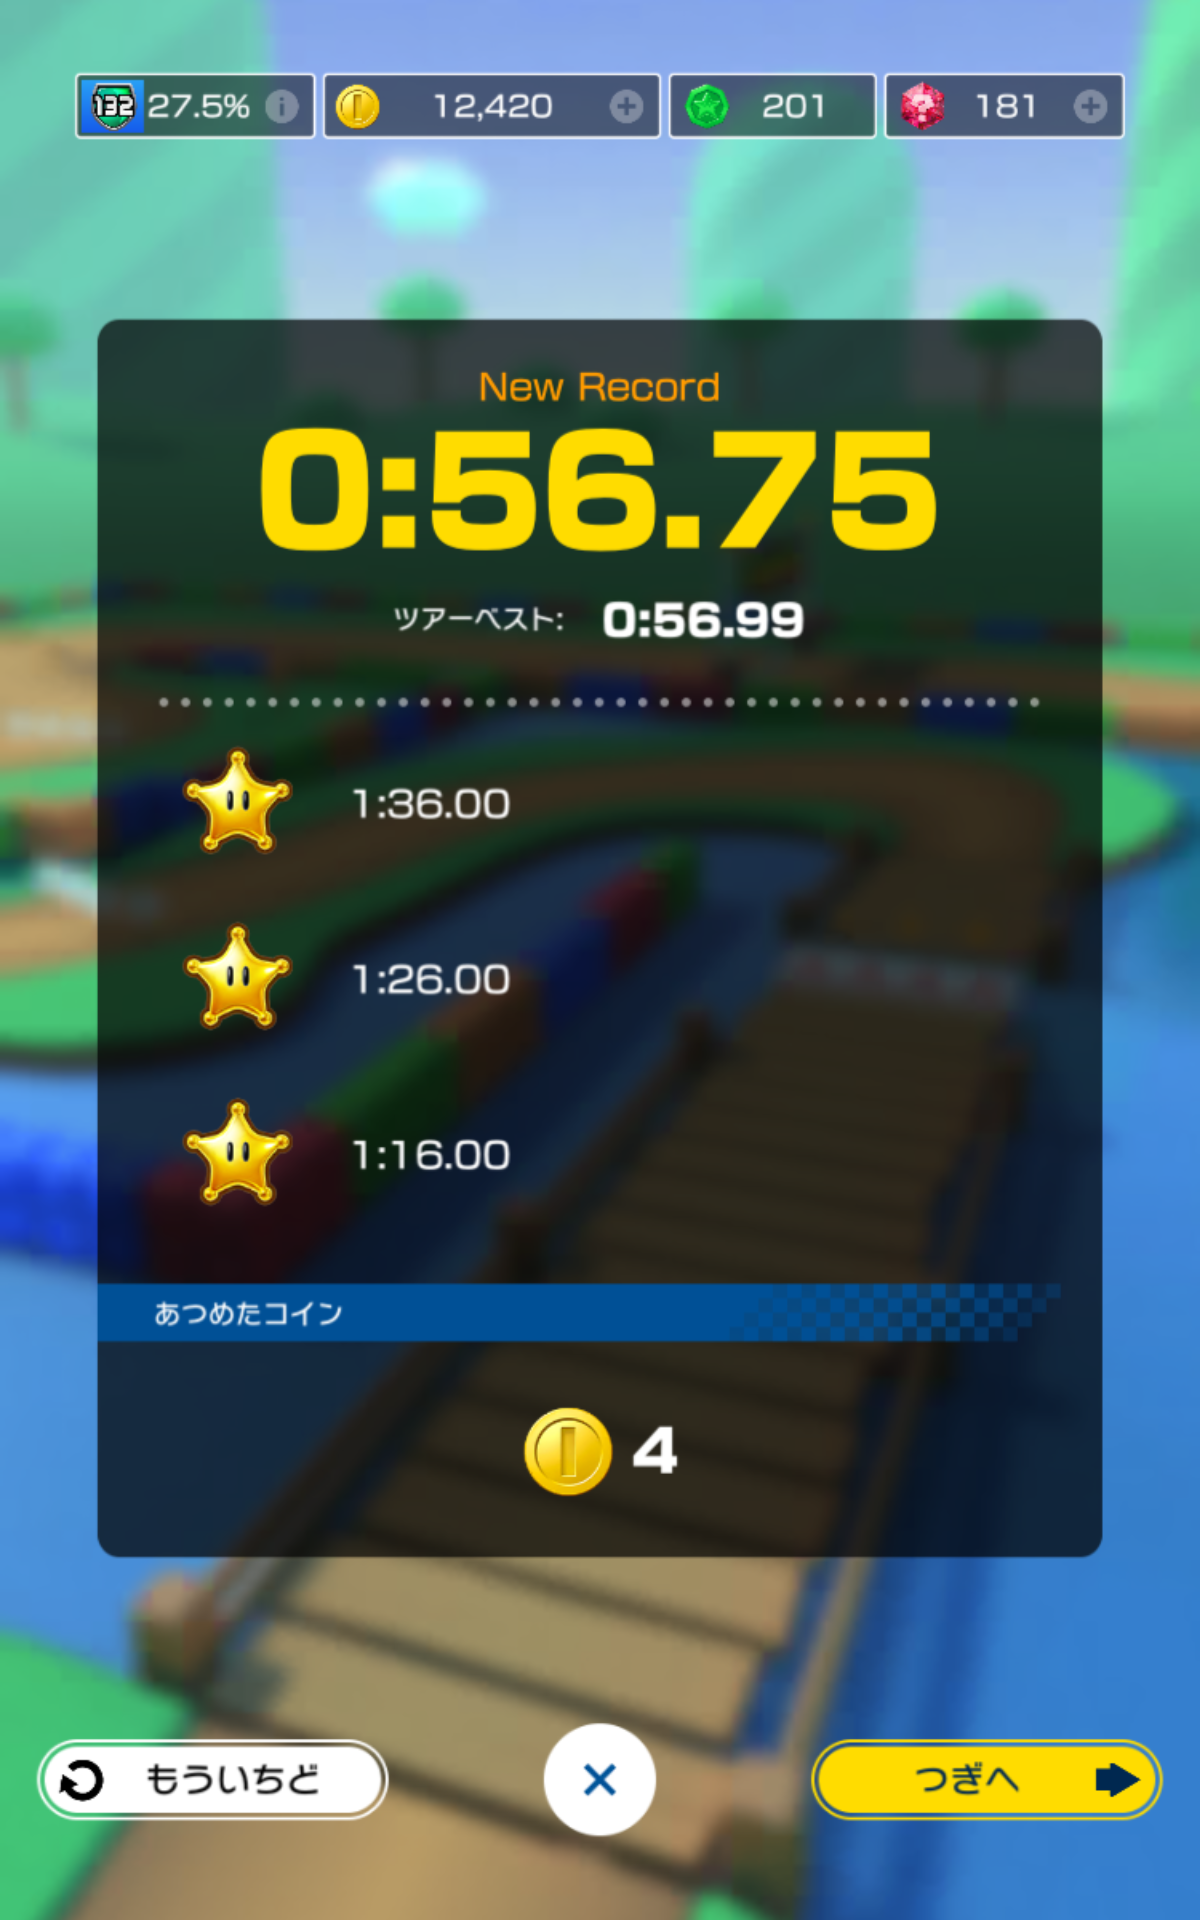 132 27.5% i 12,420 + 201 181 +
New Record
0:56.75
ツアーベスト: 0:56.99
1:36.00
1:26.00
1:16.00
あつめたコイン
4
もういちど × つぎへ